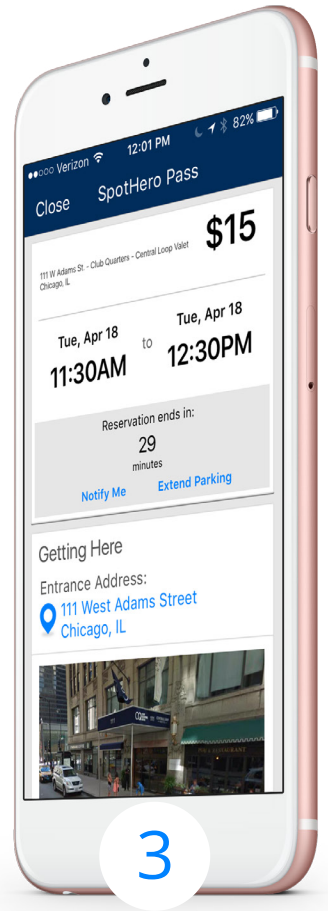 ●●○○○ Verizon 12:01 PM 82%
Close SpotHero Pass
$15
111 W Adams St. - Club Quarters - Central Loop Valet
Chicago, IL
Tue, Apr 18 to Tue, Apr 18
11:30AM 12:30PM
Reservation ends in:
29
minutes
Notify Me Extend Parking
Getting Here
Entrance Address:
111 West Adams Street
Chicago, IL
3